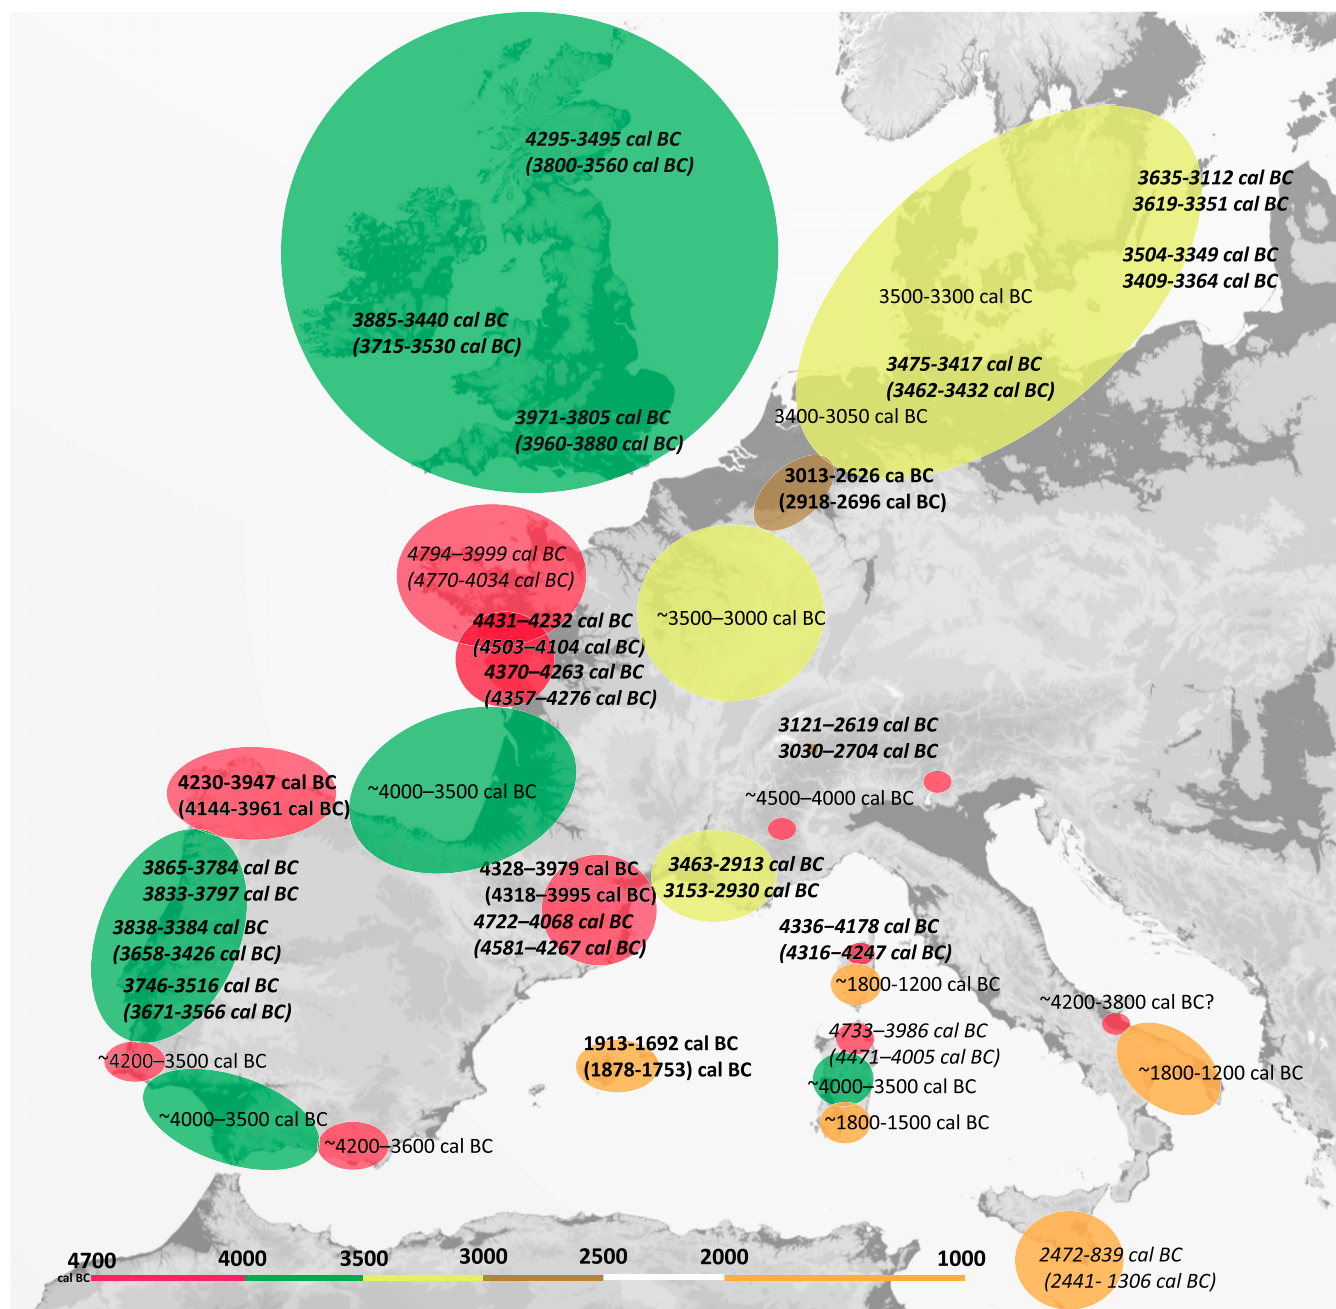 4295-3495 cal BC
(3800-3560 cal BC)
3635-3112 cal BC
3619-3351 cal BC
3504-3349 cal BC
3409-3364 cal BC
3500-3300 cal BC
3885-3440 cal BC
(3715-3530 cal BC)
3475-3417 cal BC
(3462-3432 cal BC)
3971-3805 cal BC
(3960-3880 cal BC)
3400-3050 cal BC
3013-2626 ca BC
(2918-2696 cal BC)
4794–3999 cal BC
(4770-4034 cal BC)
4431–4232 cal BC
(4503–4104 cal BC)
4370–4263 cal BC
(4357–4276 cal BC)
~3500–3000 cal BC
3121–2619 cal BC
3030–2704 cal BC
4230-3947 cal BC
(4144-3961 cal BC)
~4000–3500 cal BC
~4500–4000 cal BC
3865-3784 cal BC
3833-3797 cal BC
3838-3384 cal BC
(3658-3426 cal BC)
3746-3516 cal BC
(3671-3566 cal BC)
4328–3979 cal BC
(4318–3995 cal BC)
4722–4068 cal BC
(4581–4267 cal BC)
3463-2913 cal BC
3153-2930 cal BC
4336–4178 cal BC
(4316–4247 cal BC)
~1800-1200 cal BC
~4200-3800 cal BC?
4733–3986 cal BC
(4471–4005 cal BC)
~4000–3500 cal BC
~1800-1500 cal BC
~1800-1200 cal BC
1913-1692 cal BC
(1878-1753) cal BC
~4200–3500 cal BC
~4000–3500 cal BC
~4200–3600 cal BC
2472-839 cal BC
(2441- 1306 cal BC)
4700 4000 3500 3000 2500 2000 1000
cal BC